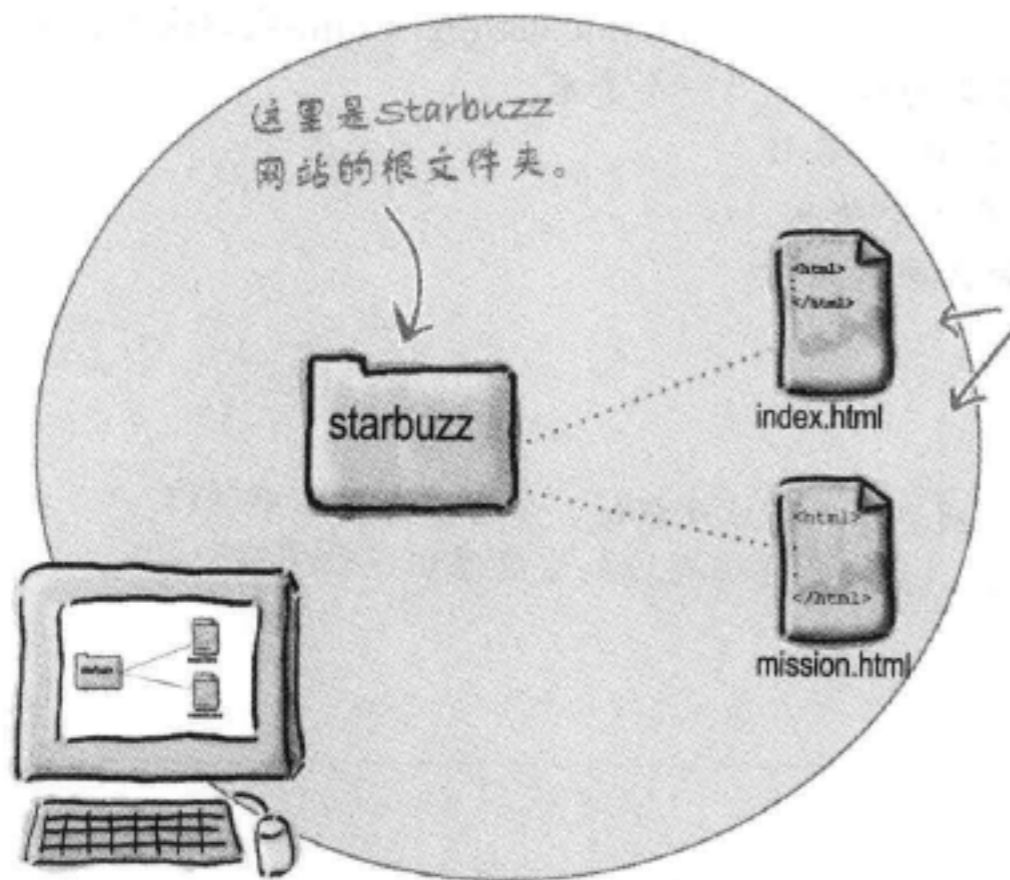 这里是Starbuzz
网站的根文件夹。
<html>
</html>
index.html
starbuzz
<html>
</html>
mission.html